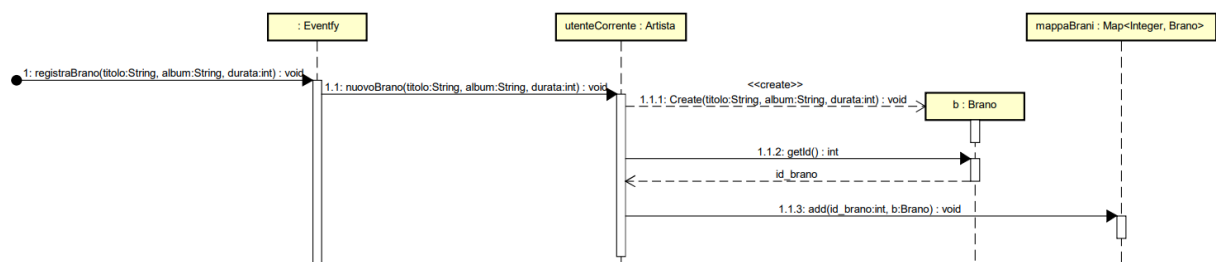 : Eventfy
utenteCorrente : Artista
mappaBrani : Map<Integer, Brano>
1: registraBrano(titolo:String, album:String, durata:int) : void
1.1: nuovoBrano(titolo:String, album:String, durata:int) : void
<<create>>
1.1.1: Create(titolo:String, album:String, durata:int) : void
b : Brano
1.1.2: getId() : int
id_brano
1.1.3: add(id_brano:int, b:Brano) : void